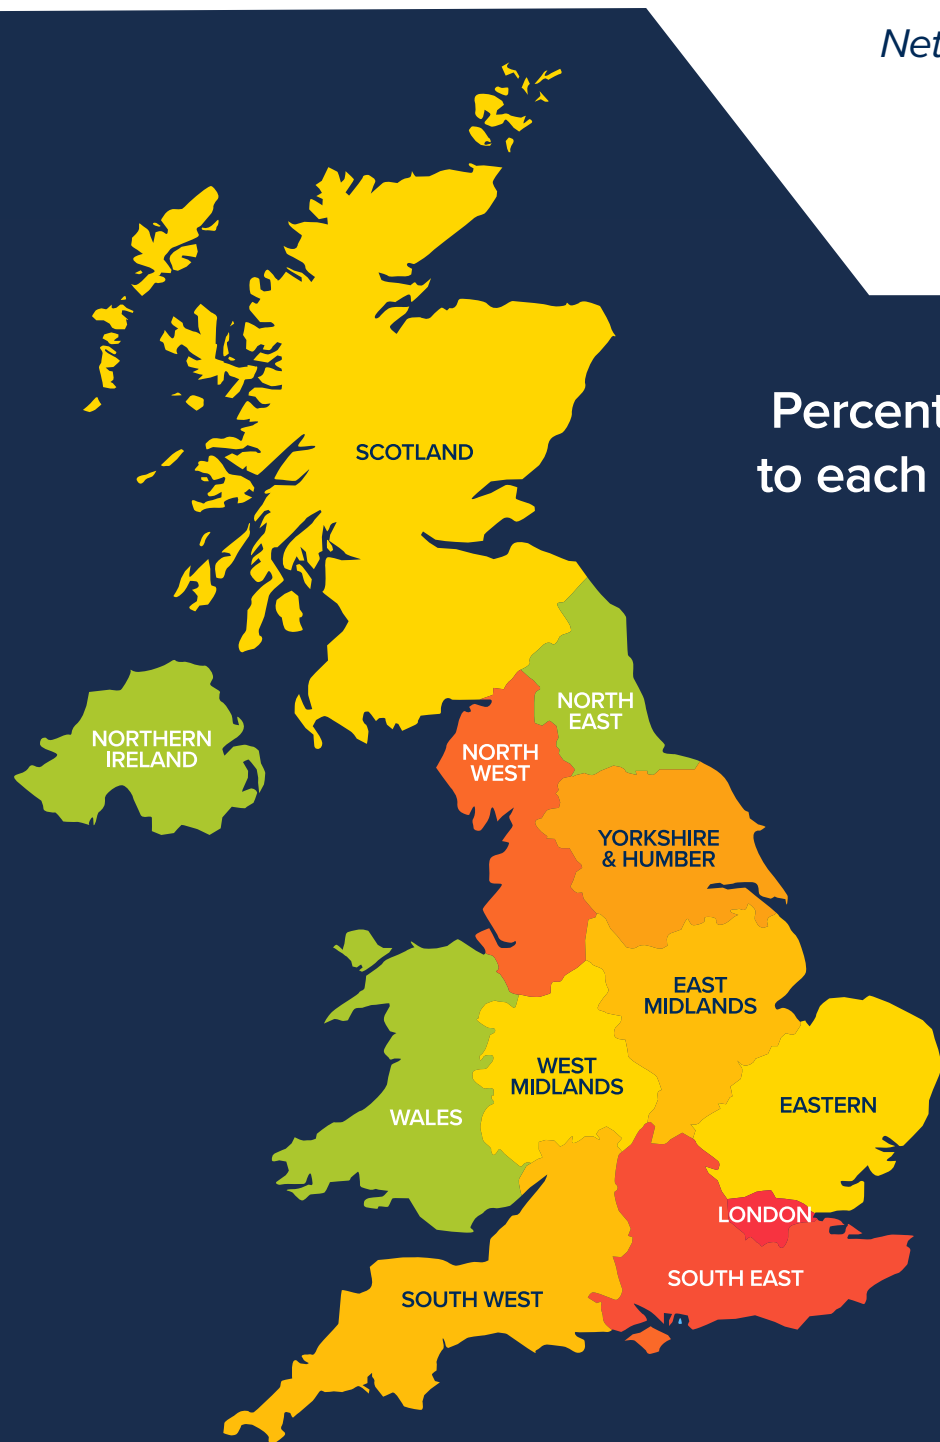 Net
Percent
to each
SCOTLAND
NORTH
EAST
NORTHERN
IRELAND
NORTH
WEST
YORKSHIRE
& HUMBER
EAST
MIDLANDS
WEST
MIDLANDS
EASTERN
WALES
LONDON
SOUTH EAST
SOUTH WEST